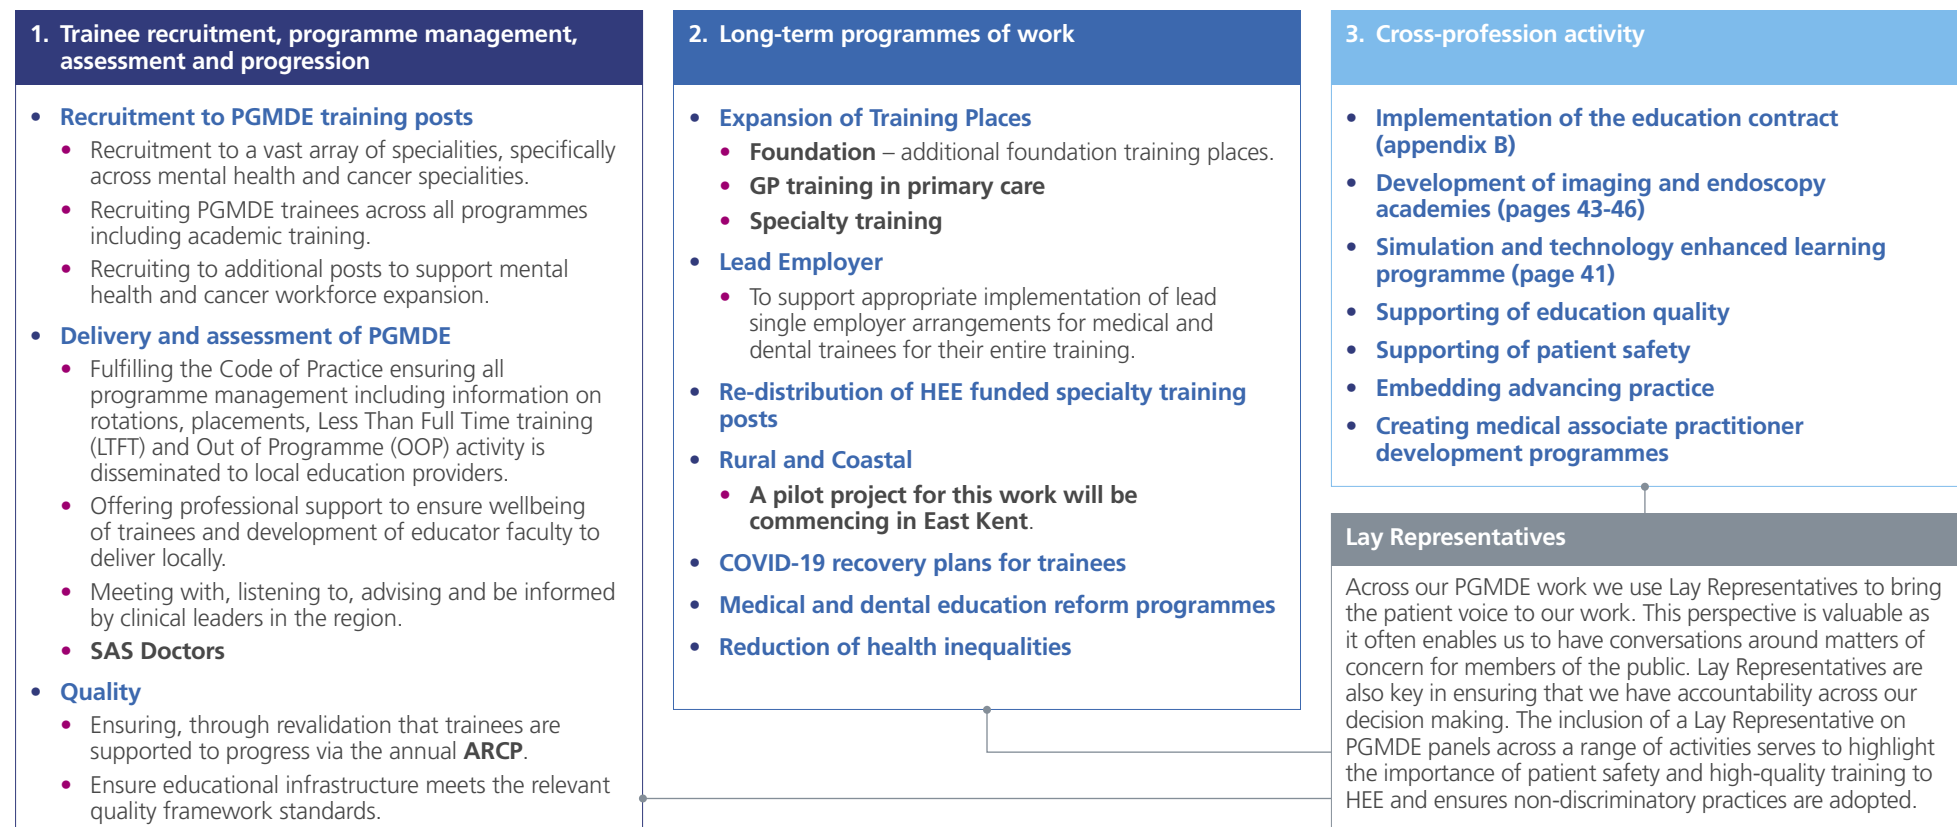 1. Trainee recruitment, programme management,
assessment and progression
• Recruitment to PGMDE training posts
• Recruitment to a vast array of specialities, specifically
across mental health and cancer specialities.
• Recruiting PGMDE trainees across all programmes
including academic training.
• Recruiting to additional posts to support mental
health and cancer workforce expansion.
• Delivery and assessment of PGMDE
• Fulfilling the Code of Practice ensuring all
programme management including information on
rotations, placements, Less Than Full Time training
(LTFT) and Out of Programme (OOP) activity is
disseminated to local education providers.
• Offering professional support to ensure wellbeing
of trainees and development of educator faculty to
deliver locally.
• Meeting with, listening to, advising and be informed
by clinical leaders in the region.
• SAS Doctors
• Quality
• Ensuring, through revalidation that trainees are
supported to progress via the annual ARCP.
• Ensure educational infrastructure meets the relevant
quality framework standards.
2. Long-term programmes of work
• Expansion of Training Places
• Foundation – additional foundation training places.
• GP training in primary care
• Specialty training
• Lead Employer
• To support appropriate implementation of lead
single employer arrangements for medical and
dental trainees for their entire training.
• Re-distribution of HEE funded specialty training
posts
• Rural and Coastal
• A pilot project for this work will be
commencing in East Kent.
• COVID-19 recovery plans for trainees
• Medical and dental education reform programmes
• Reduction of health inequalities
3. Cross-profession activity
• Implementation of the education contract
(appendix B)
• Development of imaging and endoscopy
academies (pages 43-46)
• Simulation and technology enhanced learning
programme (page 41)
• Supporting of education quality
• Supporting of patient safety
• Embedding advancing practice
• Creating medical associate practitioner
development programmes
Lay Representatives
Across our PGMDE work we use Lay Representatives to bring
the patient voice to our work. This perspective is valuable as
it often enables us to have conversations around matters of
concern for members of the public. Lay Representatives are
also key in ensuring that we have accountability across our
decision making. The inclusion of a Lay Representative on
PGMDE panels across a range of activities serves to highlight
the importance of patient safety and high-quality training to
HEE and ensures non-discriminatory practices are adopted.